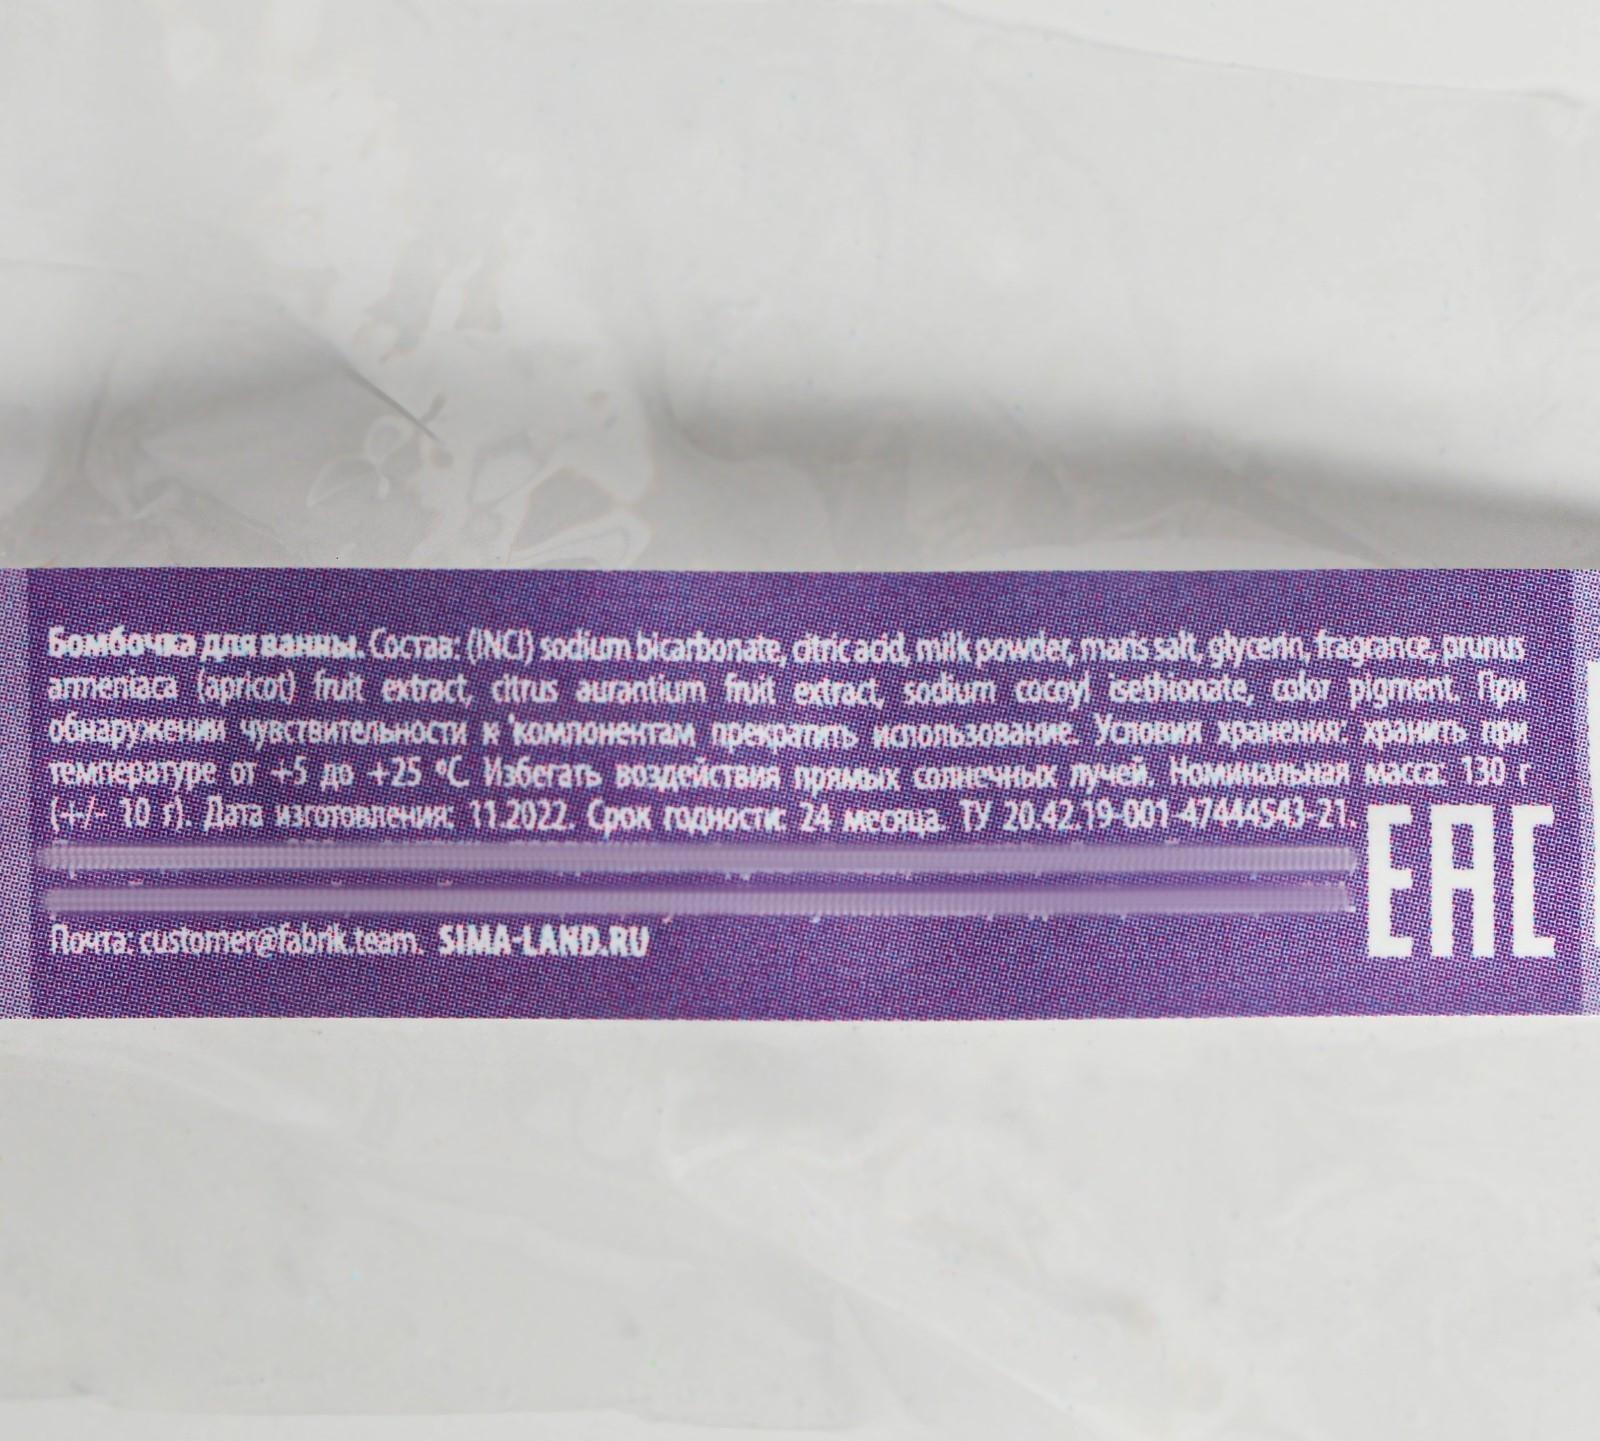 Бомбочка для ванны. Состав: (INCI) sodium bicarbonate, citric acid, milk powder, maris salt, glycerin, fragrance, prunus
armeniaca (apricot) fruit extract, citrus aurantium fruit extract, sodium cocoyl isethionate, color pigment. При
обнаружении чувствительности к компонентам прекратить использование. Условия хранения: хранить при
температуре от +5 до +25 °С. Избегать воздействия прямых солнечных лучей. Номинальная масса: 130 г
(+/- 10 г). Дата изготовления: 11.2022. Срок годности: 24 месяца. ТУ 20.42.19-001-47444543-21.
Почта: customer@fabrik.team. SIMA-LAND.RU
EAC